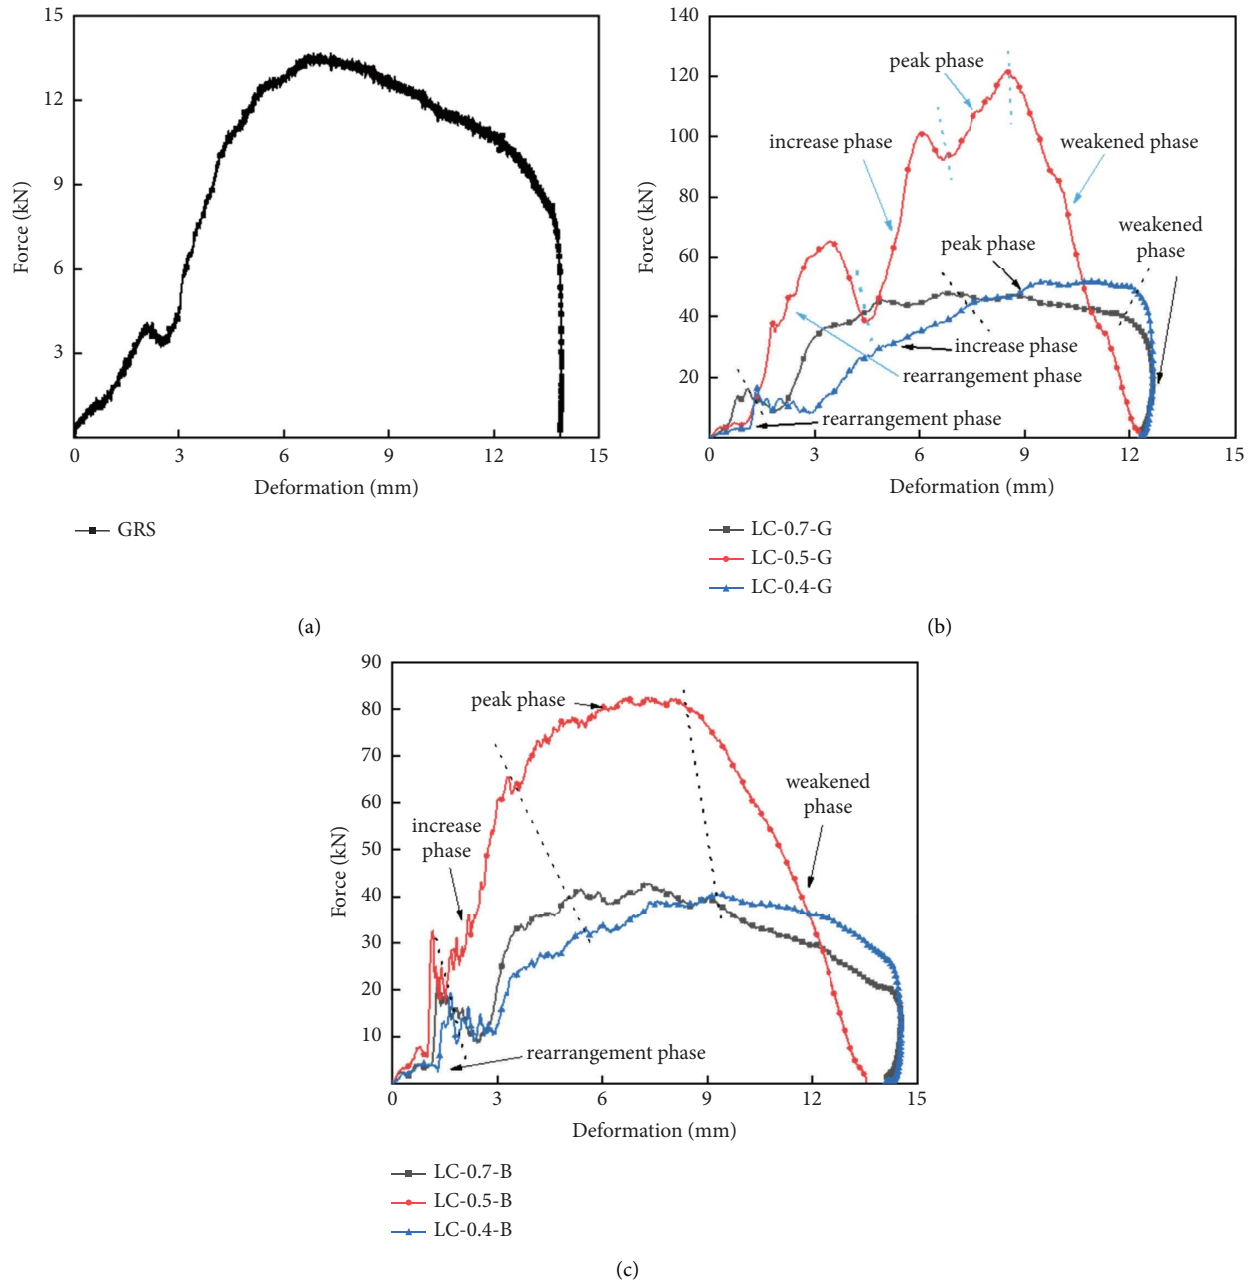 15
12
9
6
3
Force (kN)
0
3
6
9
12
15
Deformation (mm)
GRS
(a)
140
120
100
80
60
40
20
Force (kN)
peak phase
increase phase
weakened phase
weakened
phase
peak phase
increase phase
rearrangement phase
rearrangement phase
0
3
6
9
12
15
Deformation (mm)
LC-0.7-G
LC-0.5-G
LC-0.4-G
(b)
90
80
70
60
50
40
30
20
10
Force (kN)
peak phase
weakened
phase
increase
phase
rearrangement phase
0
3
6
9
12
15
Deformation (mm)
LC-0.7-B
LC-0.5-B
LC-0.4-B
(c)